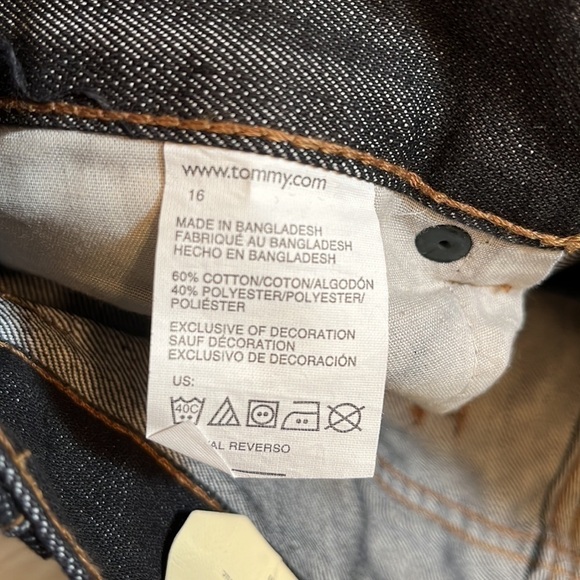 www.tommy.com
16
MADE IN BANGLADESH
FABRIQUÉ AU BANGLADESH
HECHO EN BANGLADESH
60% COTTON/COTON/ALGODÓN
40% POLYESTER/POLYESTER/
POLIÉSTER
EXCLUSIVE OF DECORATION
SAUF DÉCORATION
EXCLUSIVO DE DECORACIÓN
US:
40C
REVERSO